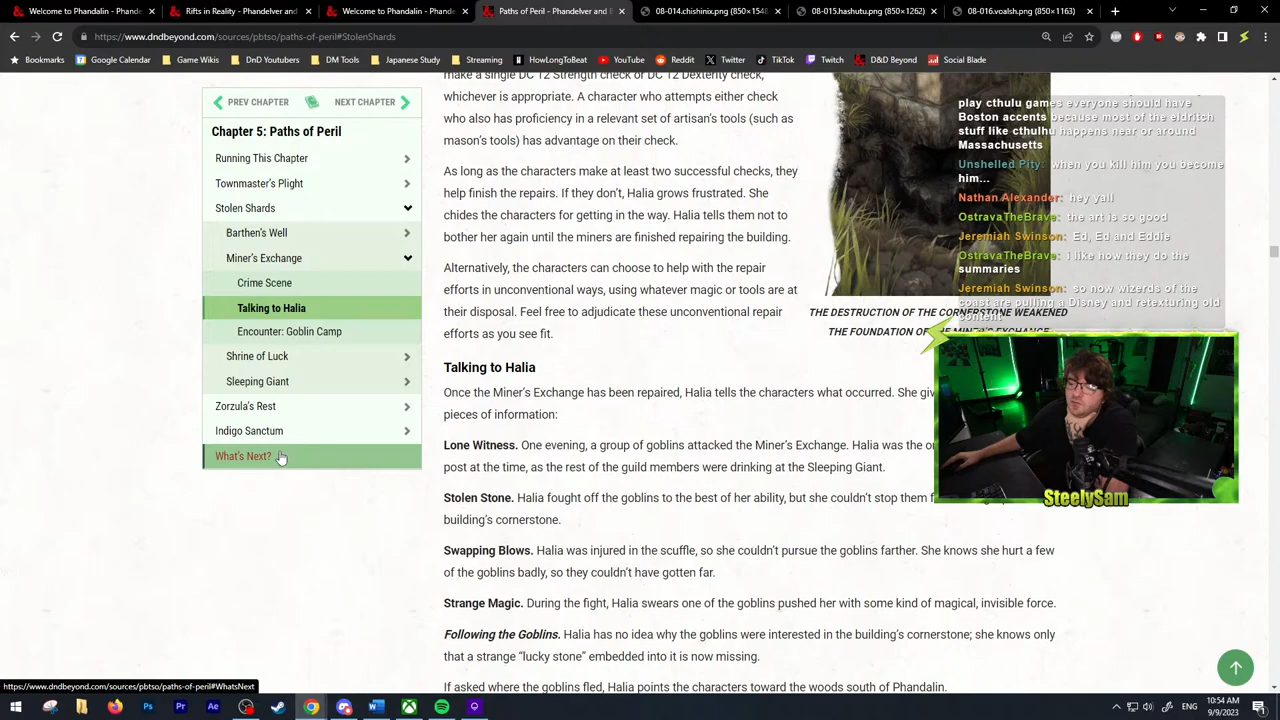 Welcome to Phandalin - Phande
Rifts in Reality - Phandelver and
Welcome to Phandalin - Phande
Paths of Peril - Phandelver and B
08-014.chishinix.png (850×1548
08-015.hashutu.png (850×1262)
08-016.voalsh.png (850×1163)
https://www.dndbeyond.com/sources/pbtso/paths-of-peril#StolenShards
Bookmarks
Google Calendar
Game Wikis
DnD Youtubers
DM Tools
Japanese Study
Streaming
HowLongToBeat
YouTube
Reddit
Twitter
TikTok
Twitch
D&D Beyond
Social Blade
PREV CHAPTER
NEXT CHAPTER
Chapter 5: Paths of Peril
Running This Chapter
Townmaster's Plight
Stolen Shards
Barthen's Well
Miner's Exchange
Crime Scene
Talking to Halia
Encounter: Goblin Camp
Shrine of Luck
Sleeping Giant
Zorzula's Rest
Indigo Sanctum
What's Next?
make a single DC 12 Strength check or DC 12 Dexterity check,
whichever is appropriate. A character who attempts either check
who also has proficiency in a relevant set of artisan's tools (such as
mason's tools) has advantage on their check.
As long as the characters make at least two successful checks, they
help finish the repairs. If they don't, Halia grows frustrated. She
chides the characters for getting in the way. Halia tells them not to
bother her again until the miners are finished repairing the building.
Alternatively, the characters can choose to help with the repair
efforts in unconventional ways, using whatever magic or tools are at
their disposal. Feel free to adjudicate these unconventional repair
efforts as you see fit.
THE DESTRUCTION OF THE CORNERSTONE WEAKENED
THE FOUNDATION OF THE MINER'S EXCHANGE
Talking to Halia
Once the Miner's Exchange has been repaired, Halia tells the characters what occurred. She giv
pieces of information:
Lone Witness. One evening, a group of goblins attacked the Miner's Exchange. Halia was the o
post at the time, as the rest of the guild members were drinking at the Sleeping Giant.
Stolen Stone. Halia fought off the goblins to the best of her ability, but she couldn't stop them f
building's cornerstone.
Swapping Blows. Halia was injured in the scuffle, so she couldn't pursue the goblins farther. She knows she hurt a few
of the goblins badly, so they couldn't have gotten far.
Strange Magic. During the fight, Halia swears one of the goblins pushed her with some kind of magical, invisible force.
Following the Goblins. Halia has no idea why the goblins were interested in the building's cornerstone; she knows only
that a strange "lucky stone" embedded into it is now missing.
If asked where the goblins fled, Halia points the characters toward the woods south of Phandalin.
play cthulu games everyone should have
Boston accents because most of the eldritch
stuff like cthulhu happens near or around
Massachusetts
Unshelled Pity: when you kill him you become
him...
Nathan Alexander: hey yall
OstravaTheBrave: the art is so good
Jeremiah Swinson: Ed, Ed and Eddie
OstravaTheBrave: i like how they do the
summaries
Jeremiah Swinson: so now wizerds of the
coast are pulling a Disney and retexturing old
content
SteelySam
https://www.dndbeyond.com/sources/pbtso/paths-of-peril#WhatsNext
ENG
10:54 AM
9/9/2023